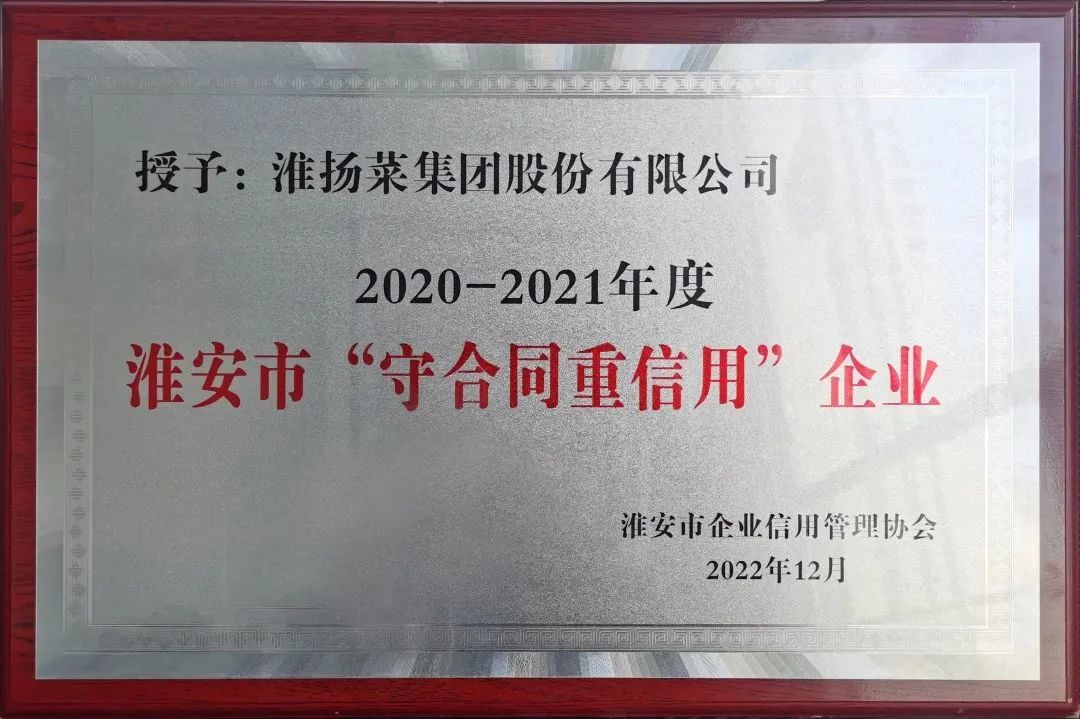 授予：淮扬菜集团股份有限公司
2020-2021年度
淮安市“守合同重信用”企业
淮安市企业信用管理协会
2022年12月